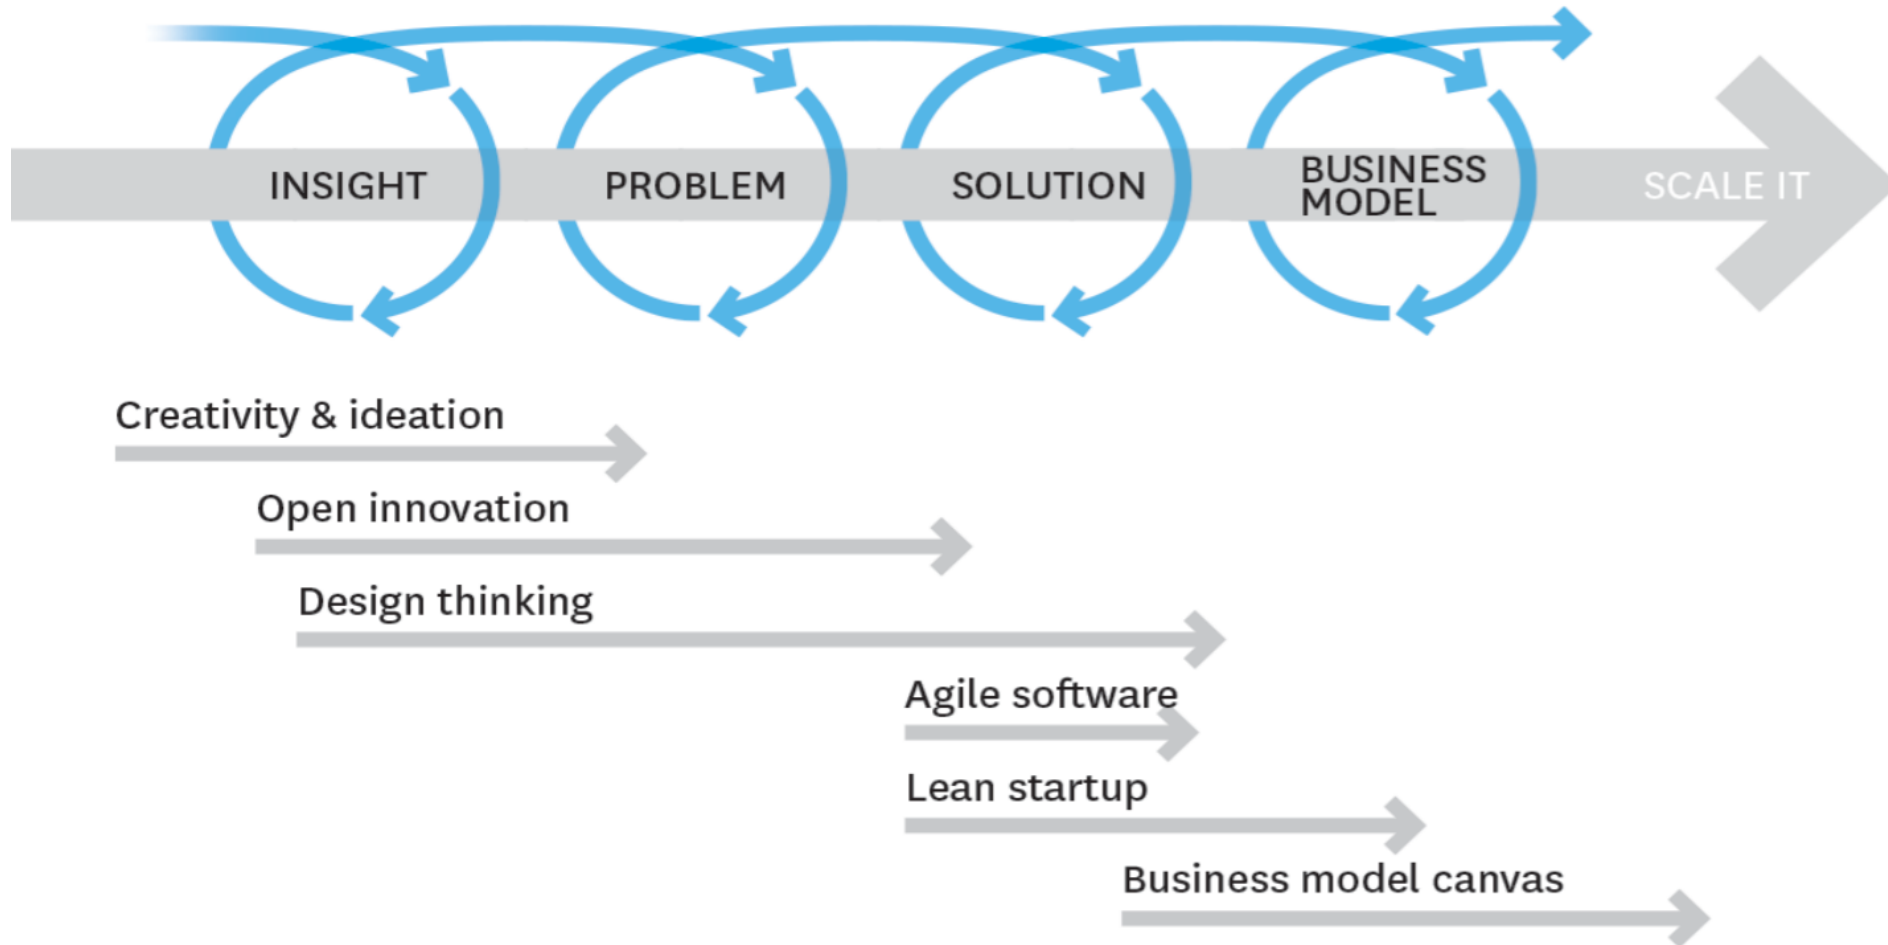 INSIGHT
PROBLEM
SOLUTION
BUSINESS
MODEL
SCALE IT
Creativity & ideation
Open innovation
Design thinking
Agile software
Lean startup
Business model canvas